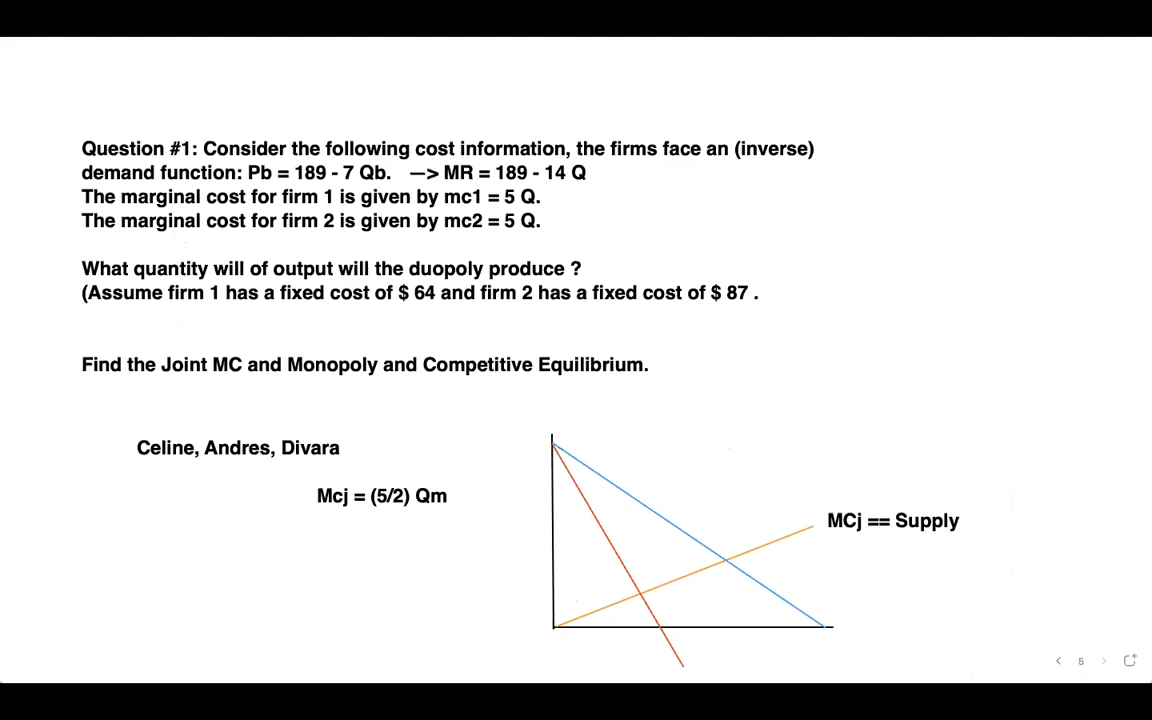 Question #1: Consider the following cost information, the firms face an (inverse)
demand function: Pb = 189 - 7 Qb. —> MR = 189 - 14 Q
The marginal cost for firm 1 is given by mc1 = 5 Q.
The marginal cost for firm 2 is given by mc2 = 5 Q.
What quantity will of output will the duopoly produce ?
(Assume firm 1 has a fixed cost of $ 64 and firm 2 has a fixed cost of $ 87 .
Find the Joint MC and Monopoly and Competitive Equilibrium.
Celine, Andres, Divara
Mcj = (5/2) Qm
MCj == Supply
5